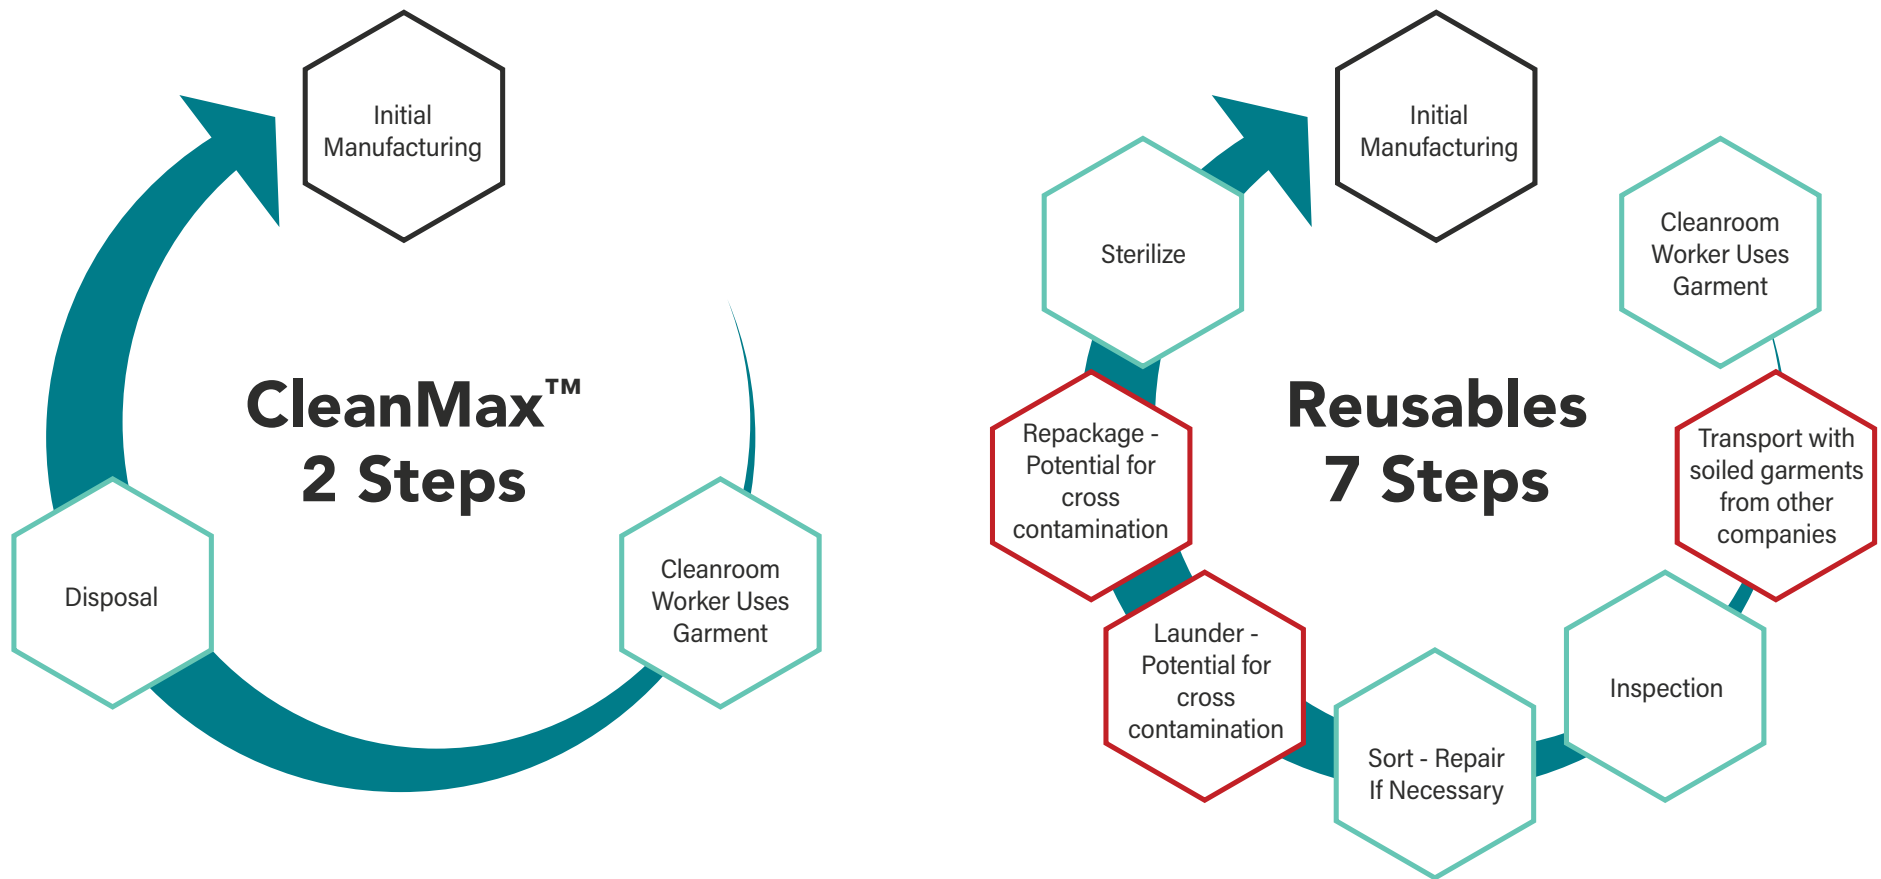 Initial
Manufacturing
CleanMax™
2 Steps
Cleanroom
Worker Uses
Garment
Disposal
Initial
Manufacturing
Reusables
7 Steps
Cleanroom
Worker Uses
Garment
Transport with
soiled garments
from other
companies
Inspection
Sort - Repair
If Necessary
Launder -
Potential for
cross
contamination
Repackage -
Potential for
cross
contamination
Sterilize